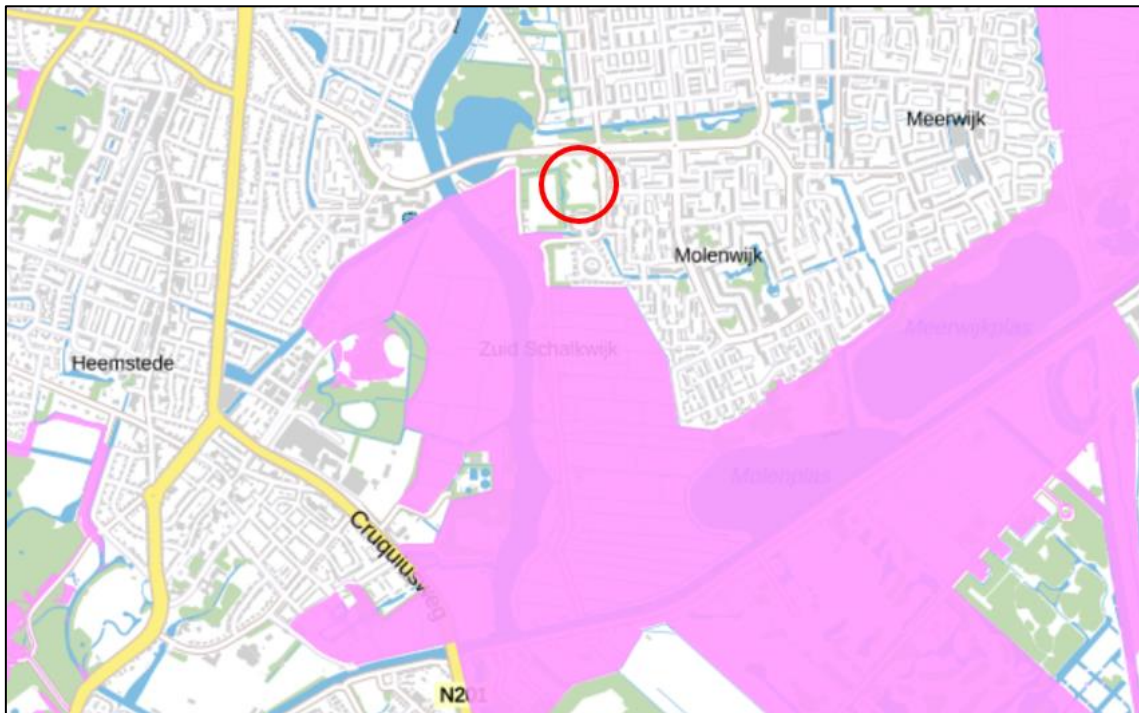 Meerwijk
Molenwijk
Meerwijkplas
Zuid Schalkwijk
Heemstede
Molenplas
Cruquiusweg
N201